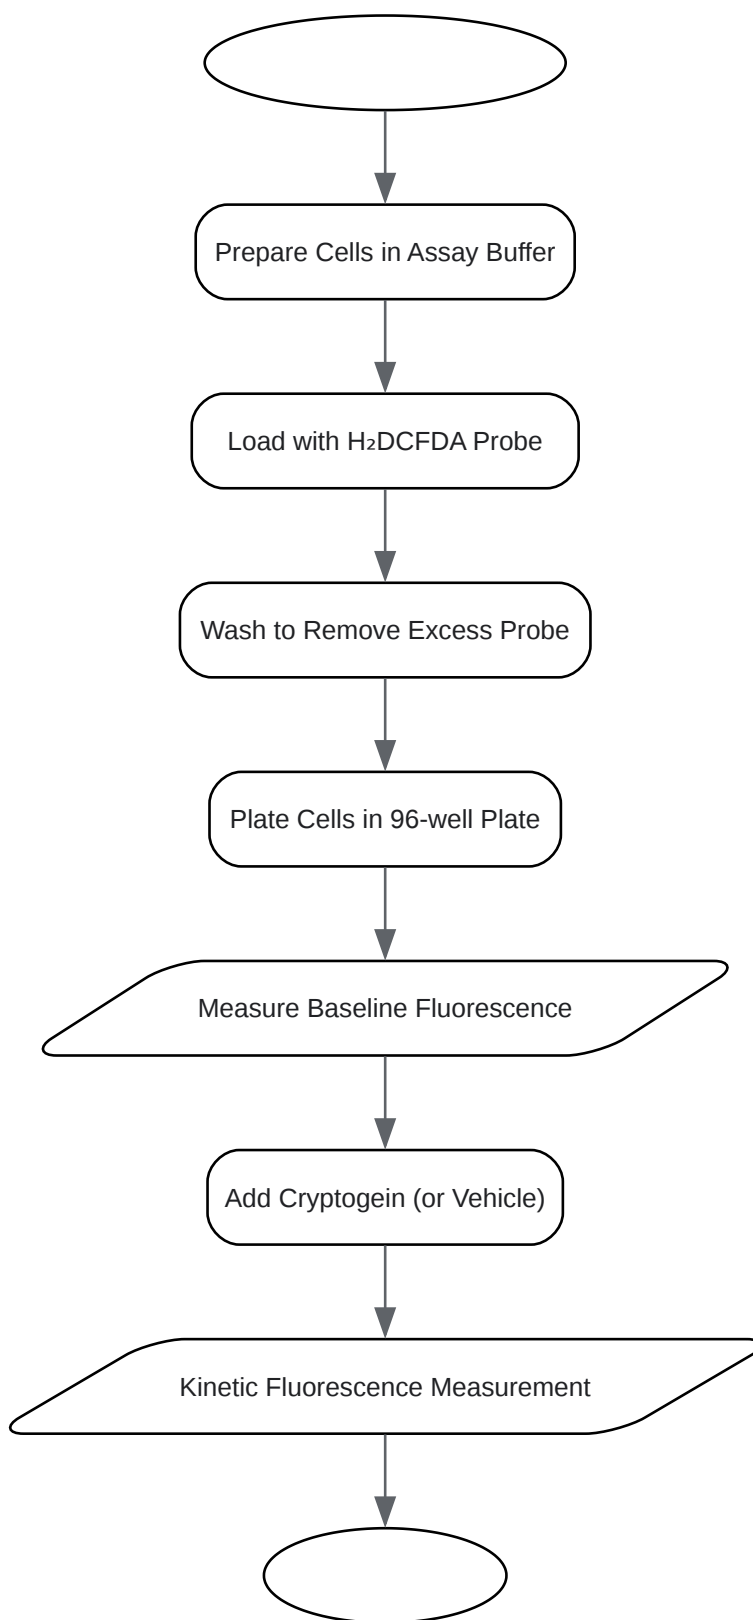 Prepare Cells in Assay Buffer
Load with H₂DCFDA Probe
Wash to Remove Excess Probe
Plate Cells in 96-well Plate
Measure Baseline Fluorescence
Add Cryptogein (or Vehicle)
Kinetic Fluorescence Measurement